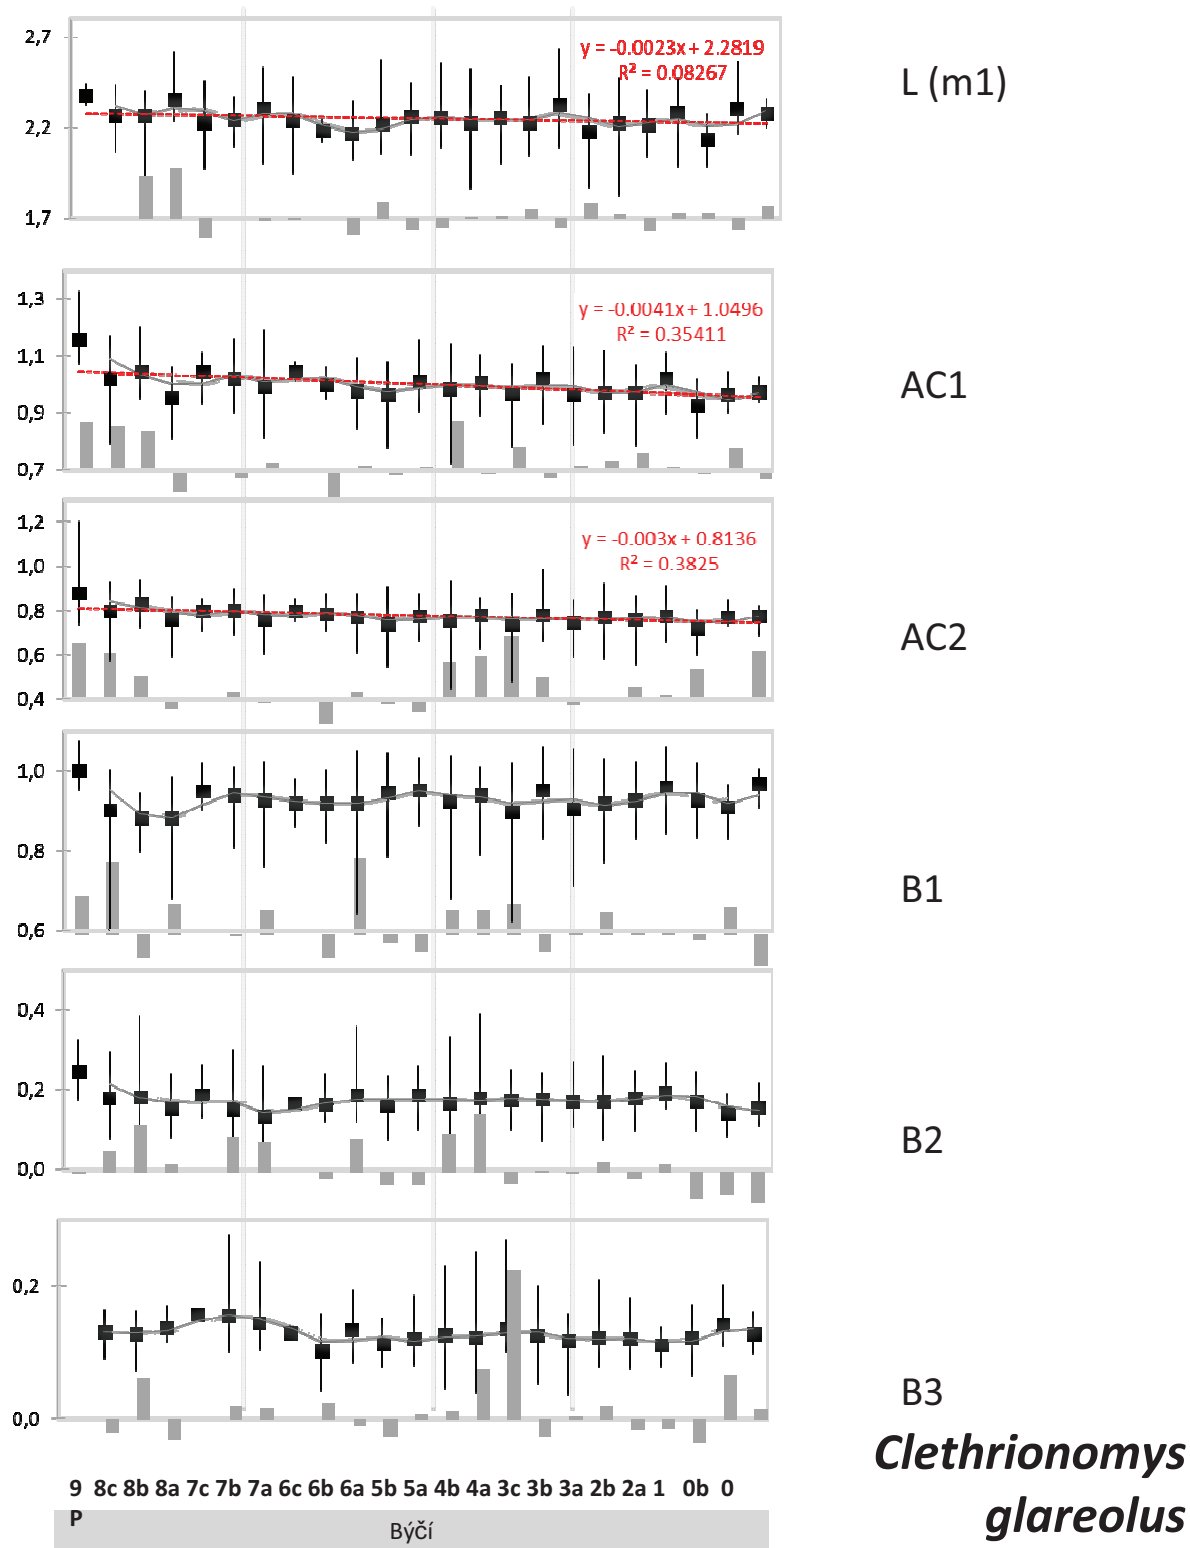 2,7
2,2
1,7
y = -0.0023x + 2.2819
R² = 0.08267
L (m1)
1,3
1,1
0,9
0,7
y = -0.0041x + 1.0496
R² = 0.35411
AC1
1,2
1,0
0,8
0,6
0,4
y = -0.003x + 0.8136
R² = 0.3825
AC2
1,0
0,8
0,6
B1
0,4
0,2
0,0
B2
0,2
0,0
B3
Clethrionomys
glareolus
9 8c 8b 8a 7c 7b 7a 6c 6b 6a 5b 5a 4b 4a 3c 3b 3a 2b 2a 1 0b 0
P
Býčí